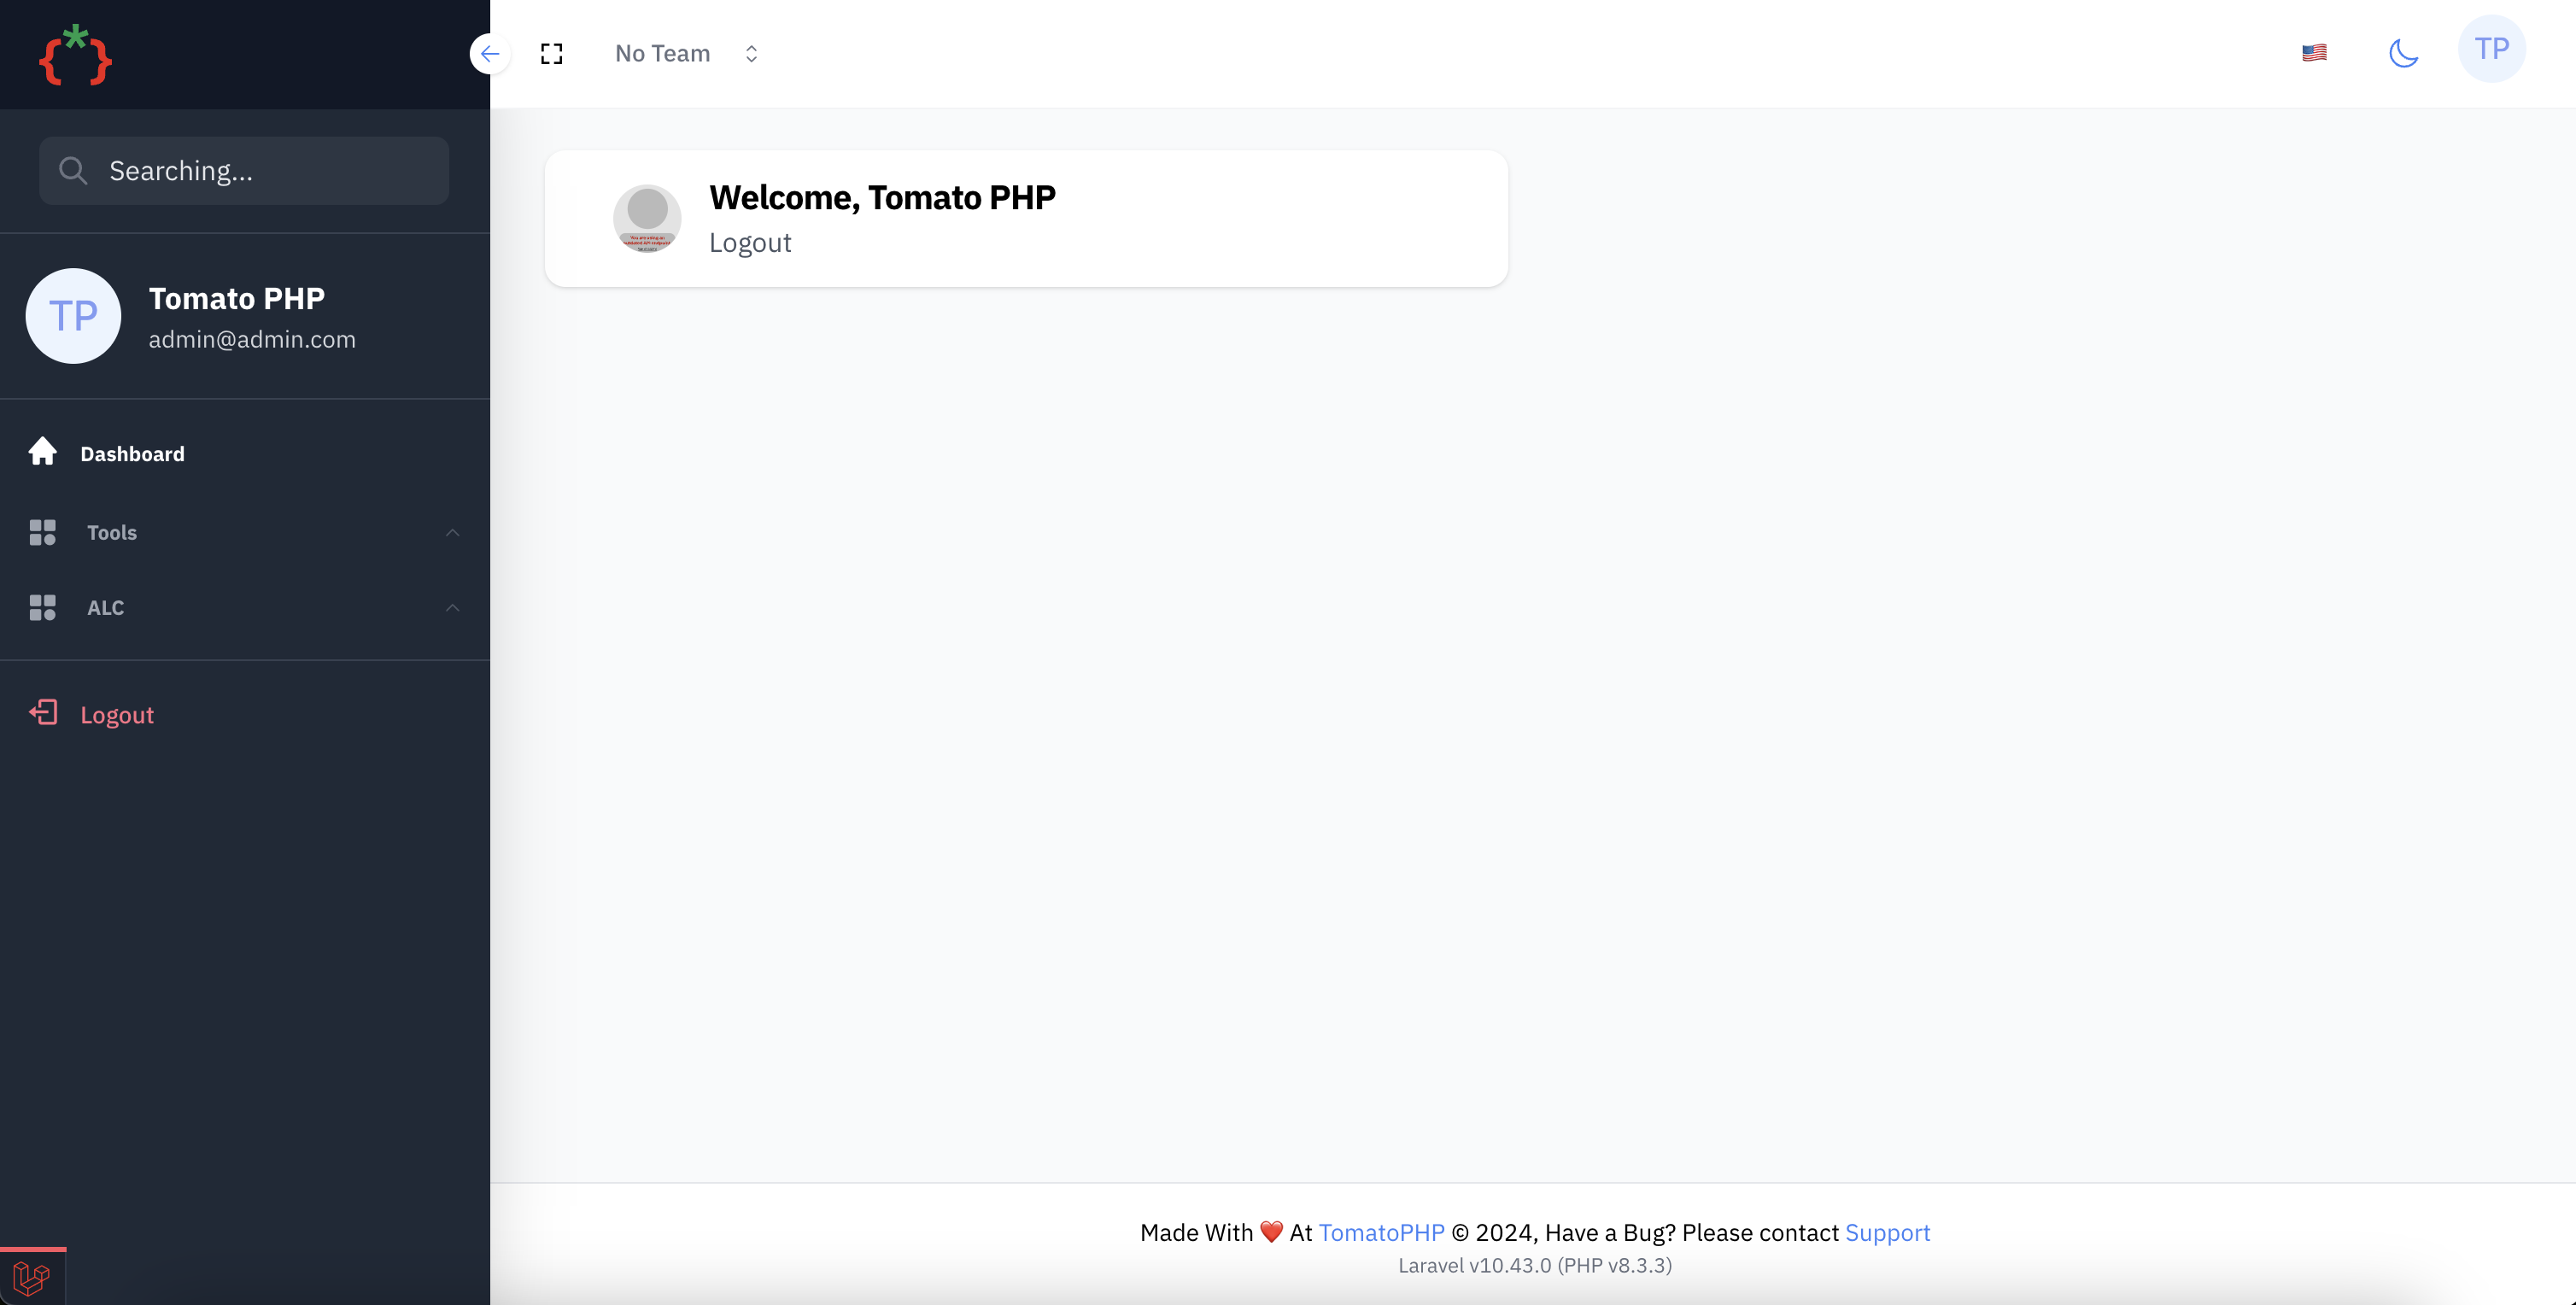 No Team
TP
Searching...
TP
Tomato PHP
admin@admin.com
Dashboard
Tools
ALC
Logout
Welcome, Tomato PHP
Logout
Made With ❤️ At TomatoPHP © 2024, Have a Bug? Please contact Support
Laravel v10.43.0 (PHP v8.3.3)